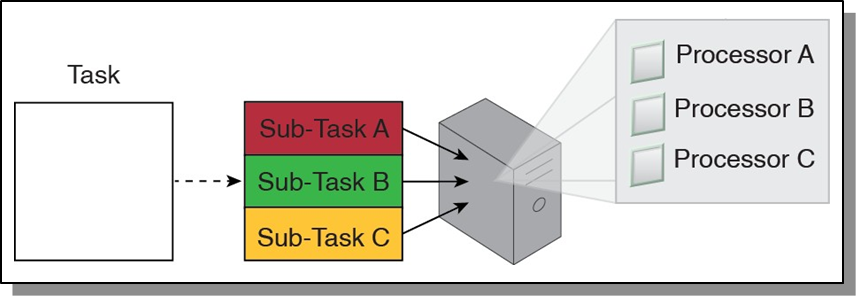 Task
Sub-Task A
Sub-Task B
Sub-Task C
Processor A
Processor B
Processor C